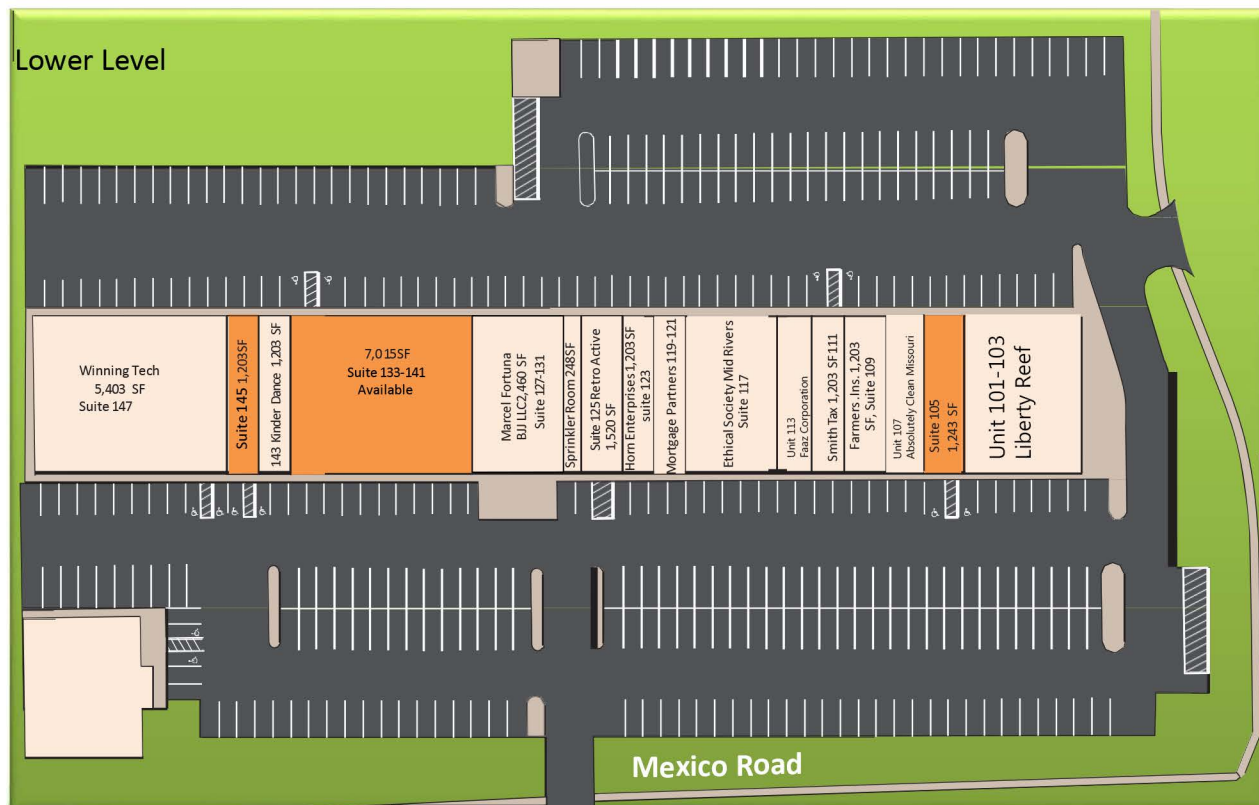 Lower Level
Winning Tech
5,403 SF
Suite 147
Suite 145 1,203SF
143 Kinder Dance 1,203 SF
7,015SF
Suite 133-141
Available
Marcel Fortuna
BJJ LLC2,460 SF
Suite 127-131
Sprinkler Room 248SF
Suite 125 Retro Active
1,520 SF
Horn Enterprises 1,203 SF
suite 123
Mortgage Partners 119-121
Ethical Society Mid Rivers
Suite 117
Unit 113
Faaz Corporation
Smith Tax 1,203 SF111
Farmers .Ins. 1,203
SF, Suite 109
Unit 107
Absolutely Clean Missouri
Suite 105
1,243 SF
Unit 101-103
Liberty Reef
Mexico Road